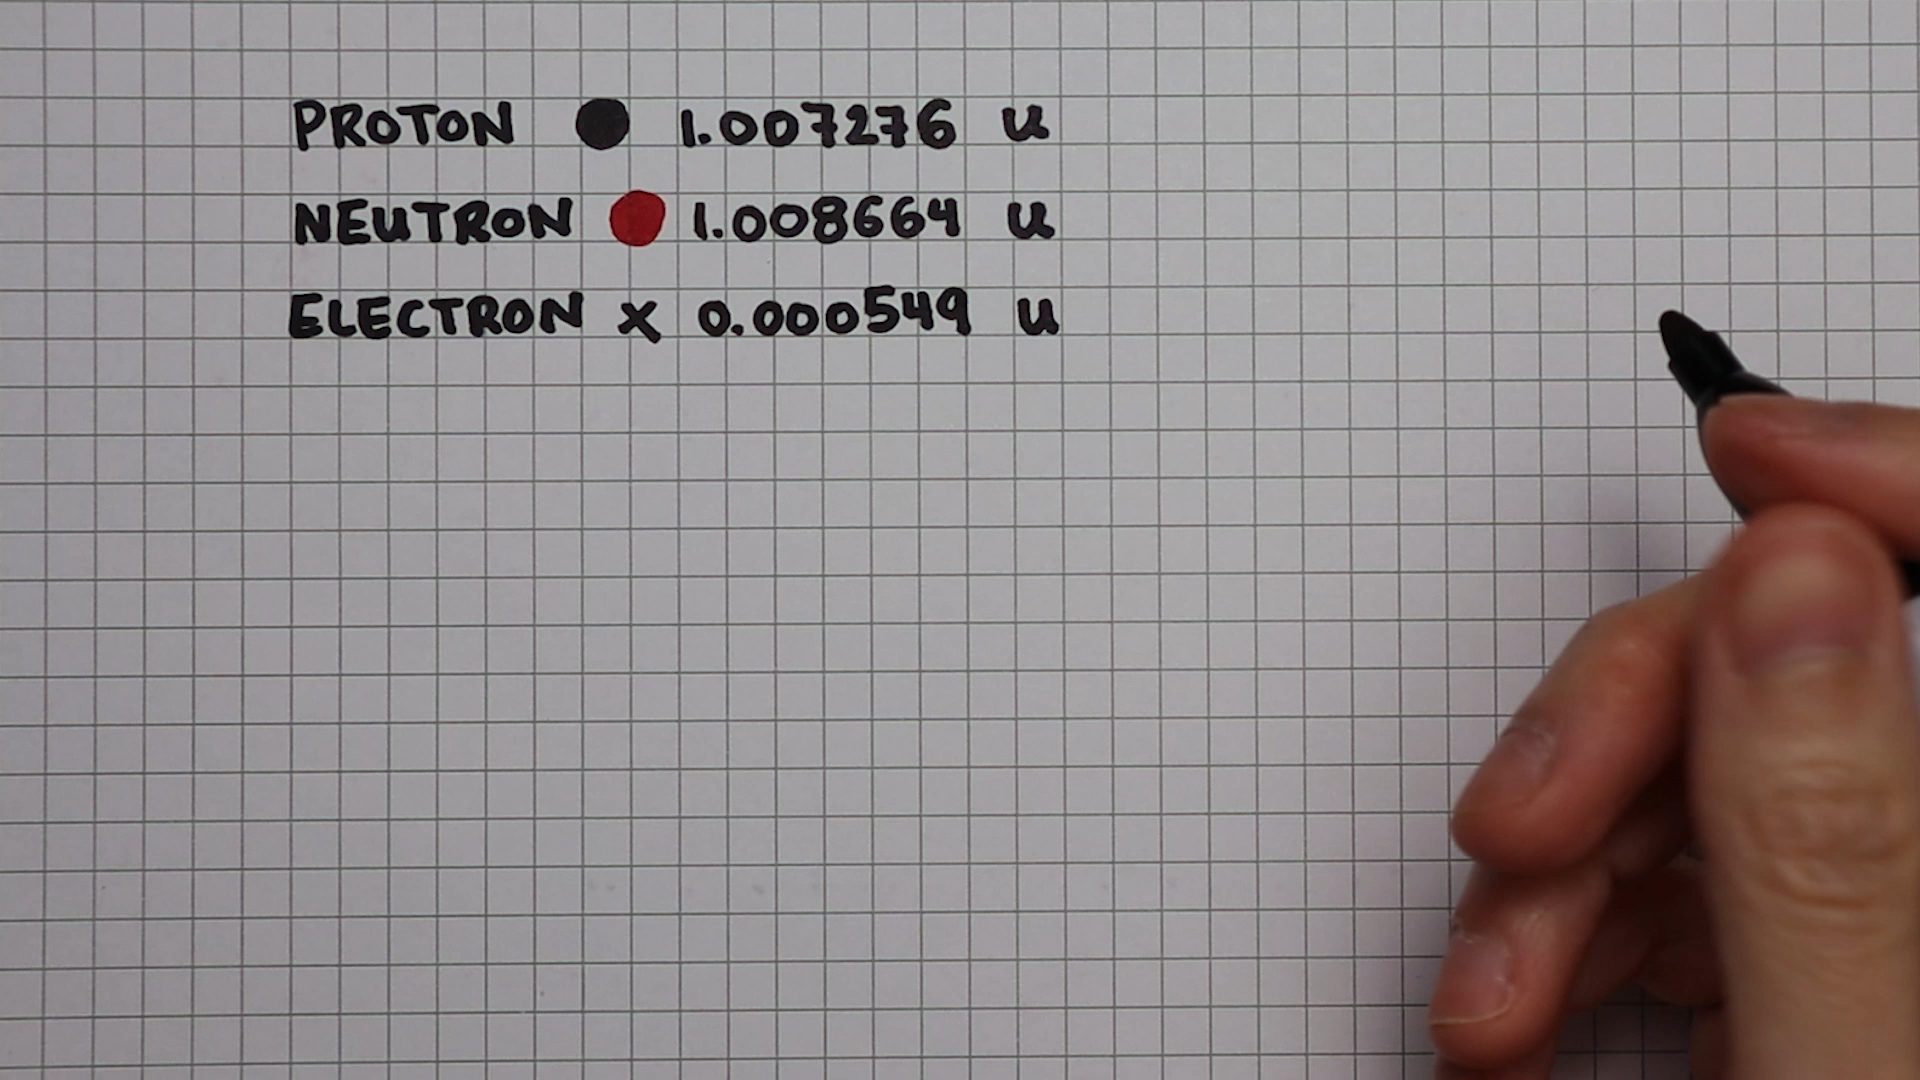 PROTON ● 1.007276 u
NEUTRON ● 1.008664 u
ELECTRON x 0.000549 u